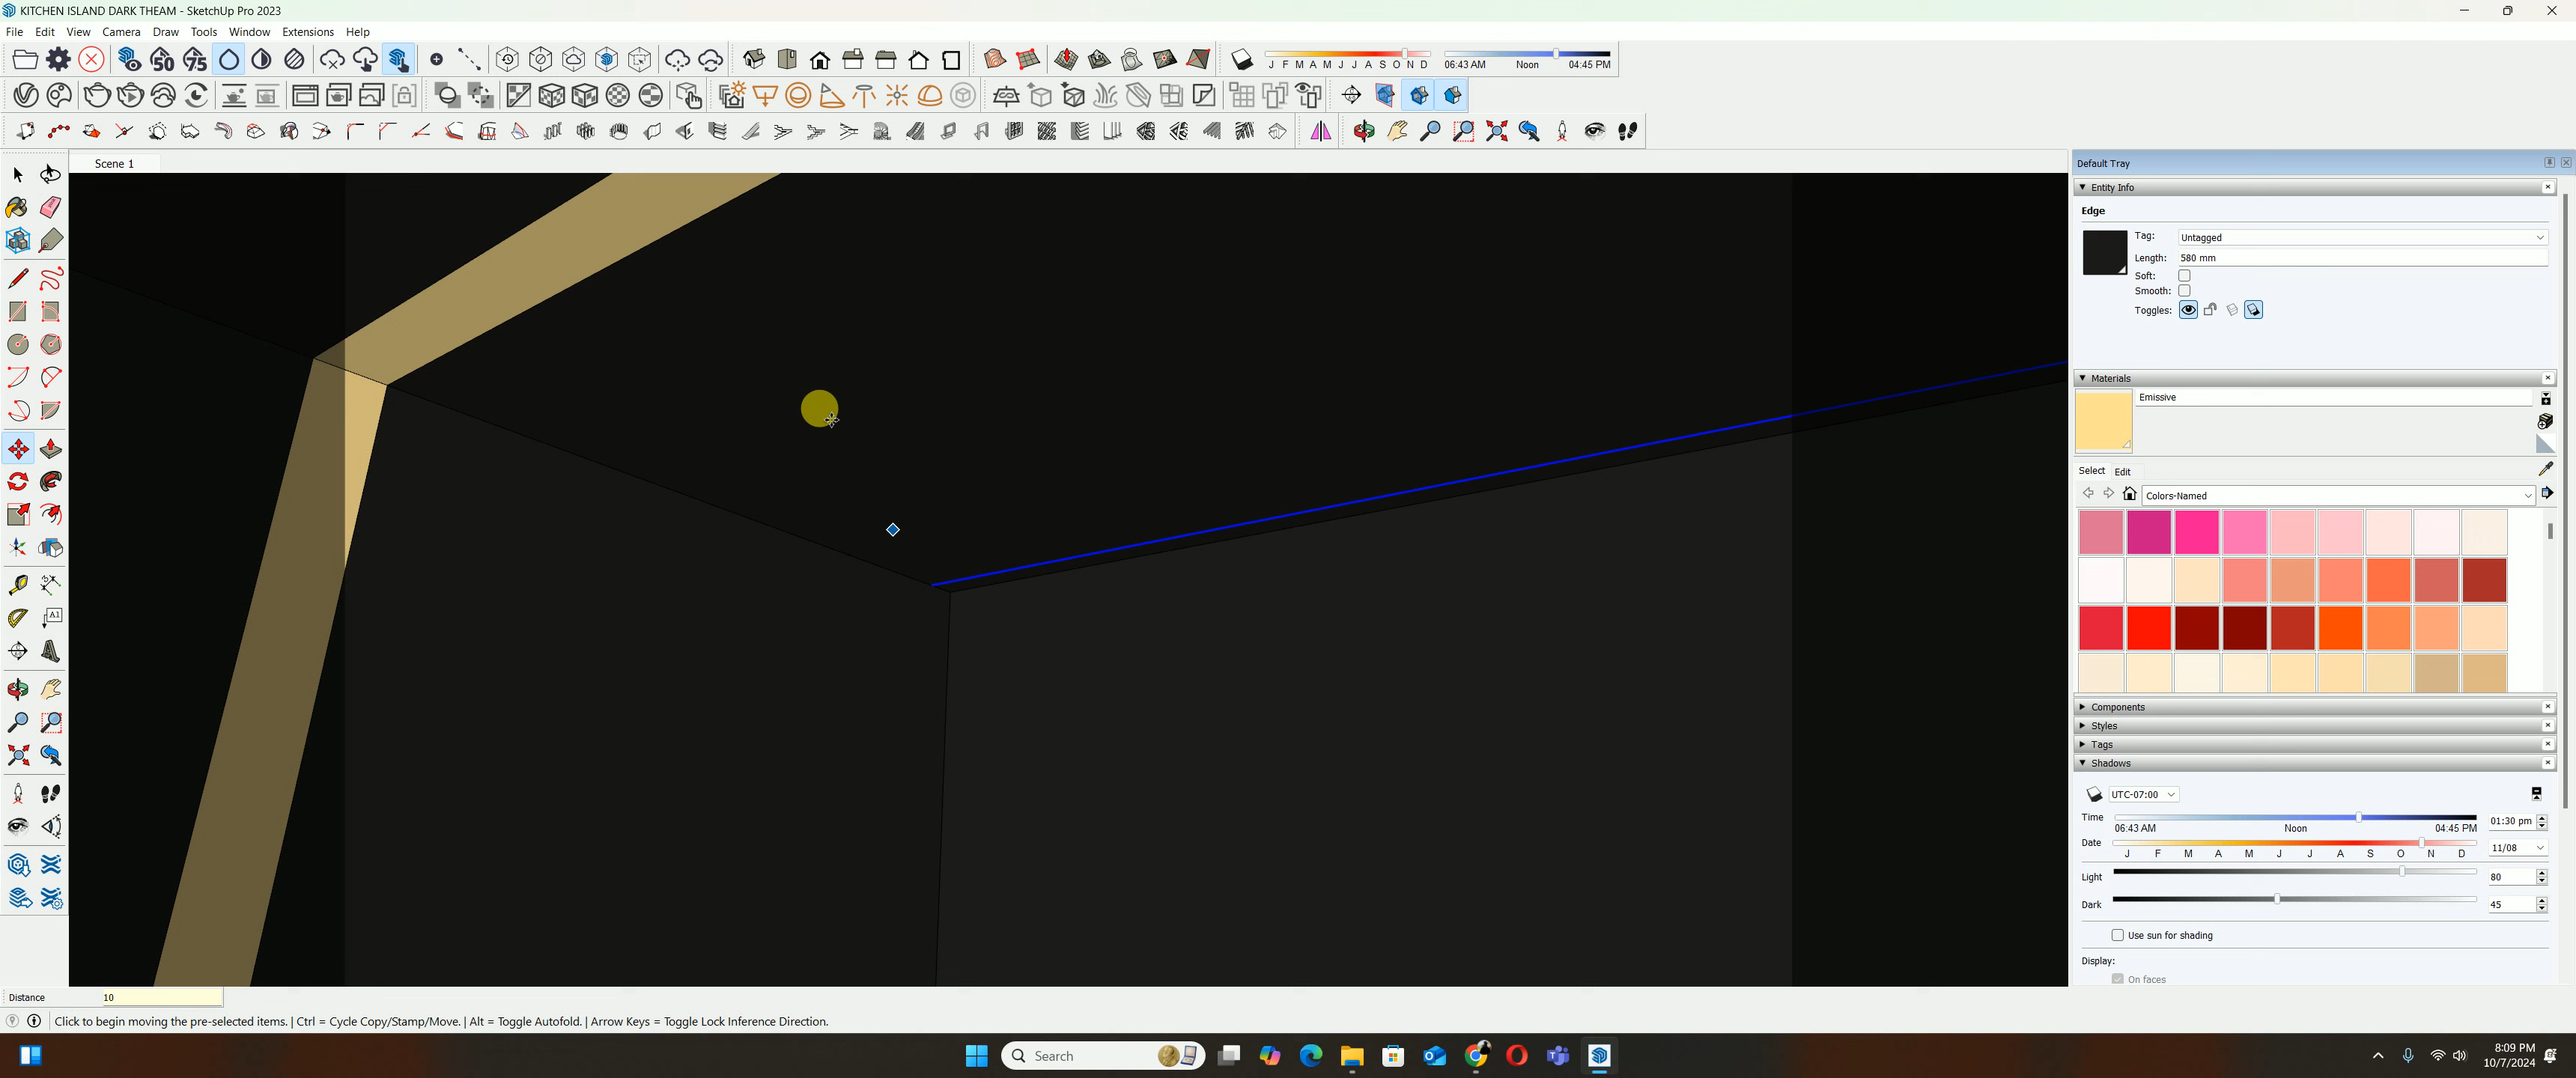 KITCHEN ISLAND DARK THEAM - SketchUp Pro 2023
File Edit View Camera Draw Tools Window Extensions Help
50 75
J F M A M J J A S O N D 06:43 AM Noon 04:45 PM
Scene 1
Default Tray
Entity Info
Edge
Tag: Untagged
Length: 580 mm
Soft:
Smooth:
Toggles:
Materials
Emissive
Select Edit
Colors-Named
Components
Styles
Tags
Shadows
UTC-07:00
Time 06:43 AM Noon 04:45 PM 01:30 pm
Date J F M A M J J A S O N D 11/08
Light 80
Dark 45
Use sun for shading
Display:
On faces
A1
Distance 10
Click to begin moving the pre-selected items. | Ctrl = Cycle Copy/Stamp/Move. | Alt = Toggle Autofold. | Arrow Keys = Toggle Lock Inference Direction.
Search
8:09 PM
10/7/2024